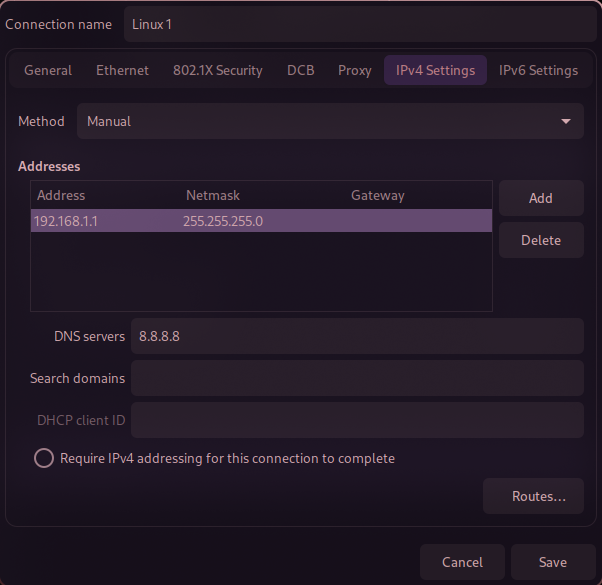 Connection name Linux 1
General Ethernet 802.1X Security DCB Proxy IPv4 Settings IPv6 Settings
Method Manual
Addresses
Address Netmask Gateway
192.168.1.1 255.255.255.0
Add
Delete
DNS servers 8.8.8.8
Search domains
DHCP client ID
Require IPv4 addressing for this connection to complete
Routes...
Cancel Save